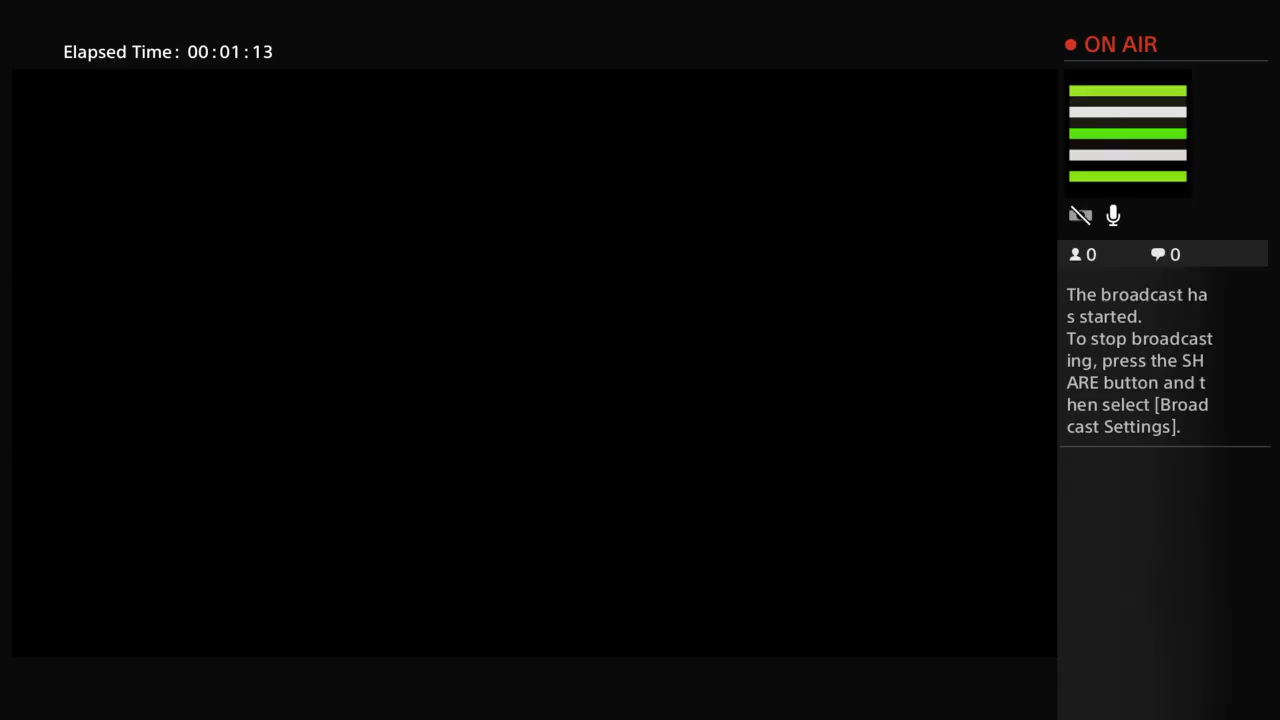 Elapsed Time: 00:01:13
ON AIR
0 0
The broadcast ha
s started.
To stop broadcast
ing, press the SH
ARE button and t
hen select [Broad
cast Settings].